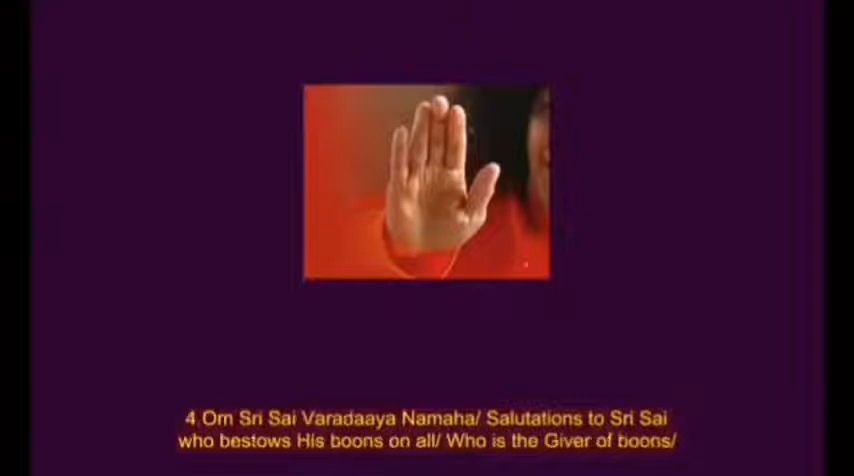 4.Om Sri Sai Varadaaya Namaha/ Salutations to Sri Sai
who bestows His boons on all/ Who is the Giver of boons/